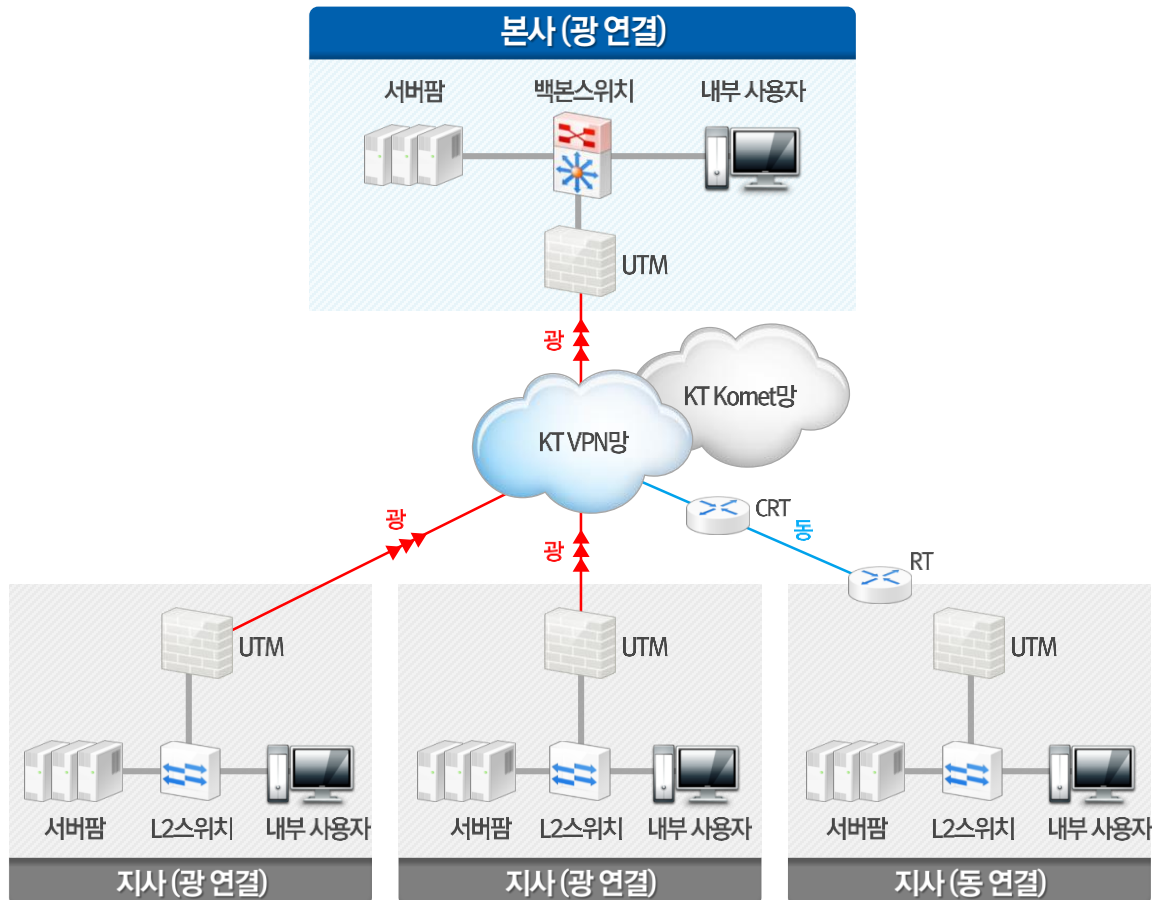 본사 (광 연결)
서버팜
백본스위치
내부 사용자
UTM
광
KT Kornet망
KT VPN망
광
광
CRT
동
RT
UTM
UTM
UTM
서버팜
L2스위치
내부 사용자
서버팜
L2스위치
내부 사용자
서버팜
L2스위치
내부 사용자
지사 (광 연결)
지사 (광 연결)
지사 (동 연결)